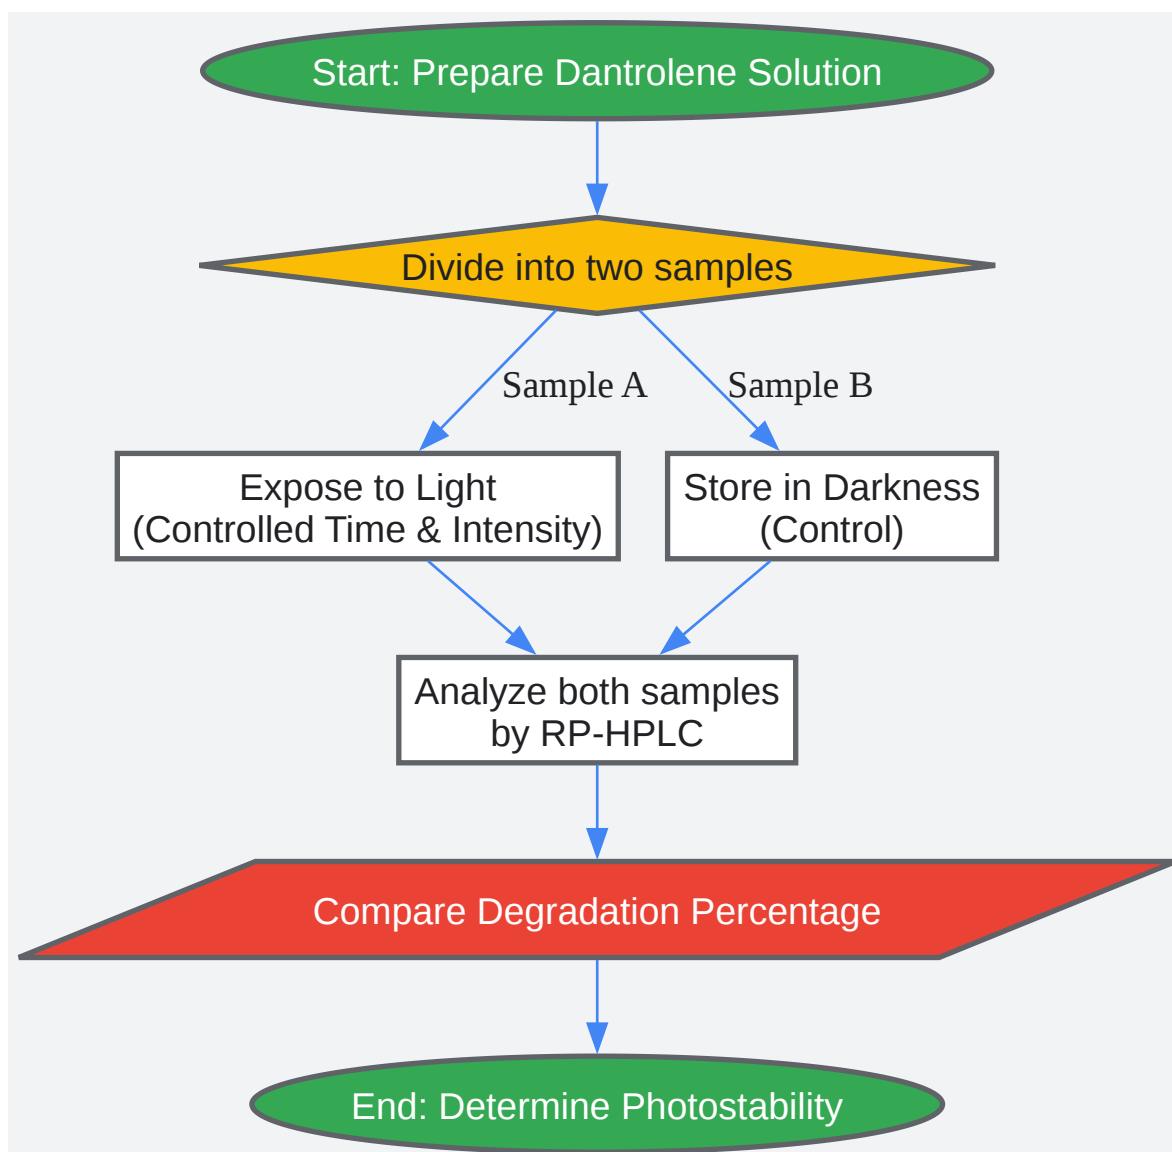 Start: Prepare Dantrolene Solution
Divide into two samples
Sample A
Sample B
Expose to Light
(Controlled Time & Intensity)
Store in Darkness
(Control)
Analyze both samples
by RP-HPLC
Compare Degradation Percentage
End: Determine Photostability